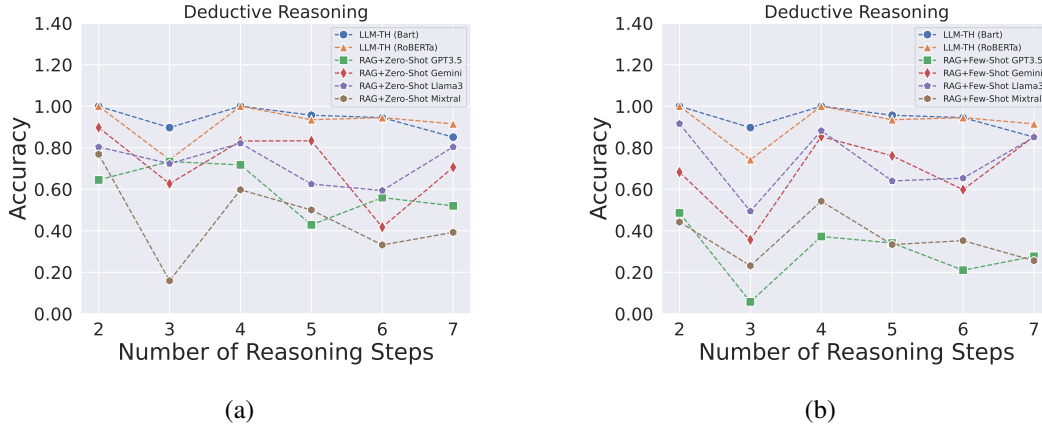 Deductive Reasoning
1.40
1.20
1.00
0.80
0.60
0.40
0.20
0.00
Accuracy
LLM-TH (Bart)
LLM-TH (RoBERTa)
RAG+Zero-Shot GPT3.5
RAG+Zero-Shot Gemini
RAG+Zero-Shot Llama3
RAG+Zero-Shot Mixtral
2 3 4 5 6 7
Number of Reasoning Steps
(a)
Deductive Reasoning
1.40
1.20
1.00
0.80
0.60
0.40
0.20
0.00
Accuracy
LLM-TH (Bart)
LLM-TH (RoBERTa)
RAG+Few-Shot GPT3.5
RAG+Few-Shot Gemini
RAG+Few-Shot Llama3
RAG+Few-Shot Mixtral
2 3 4 5 6 7
Number of Reasoning Steps
(b)